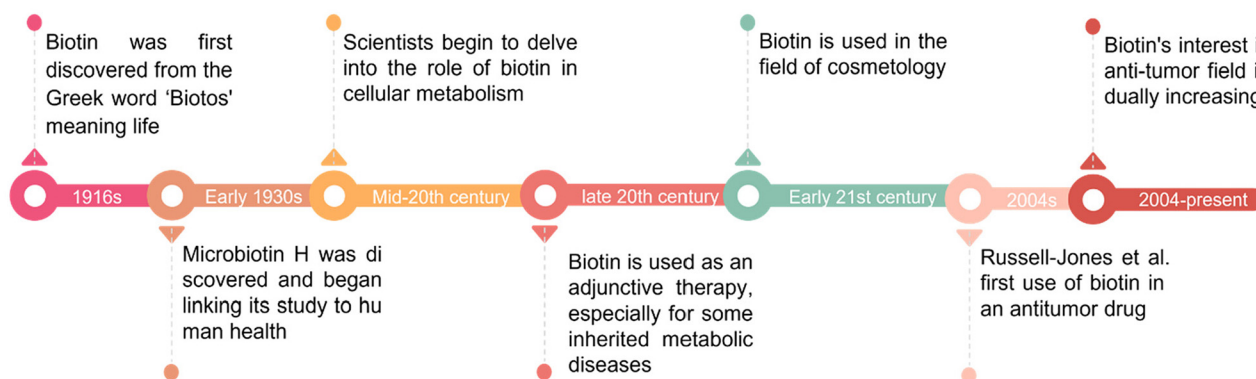 Biotin was first
discovered from the
Greek word ‘Biotos'
meaning life
Scientists begin to delve
into the role of biotin in
cellular metabolism
Biotin is used in the
field of cosmetology
Biotin's interest i
anti-tumor field i
dually increasing
1916s
Early 1930s
Mid-20th century
late 20th century
Early 21st century
2004s
2004-present
Microbiotin H was di
scovered and began
linking its study to hu
man health
Biotin is used as an
adjunctive therapy,
especially for some
inherited metabolic
diseases
Russell-Jones et al.
first use of biotin in
an antitumor drug